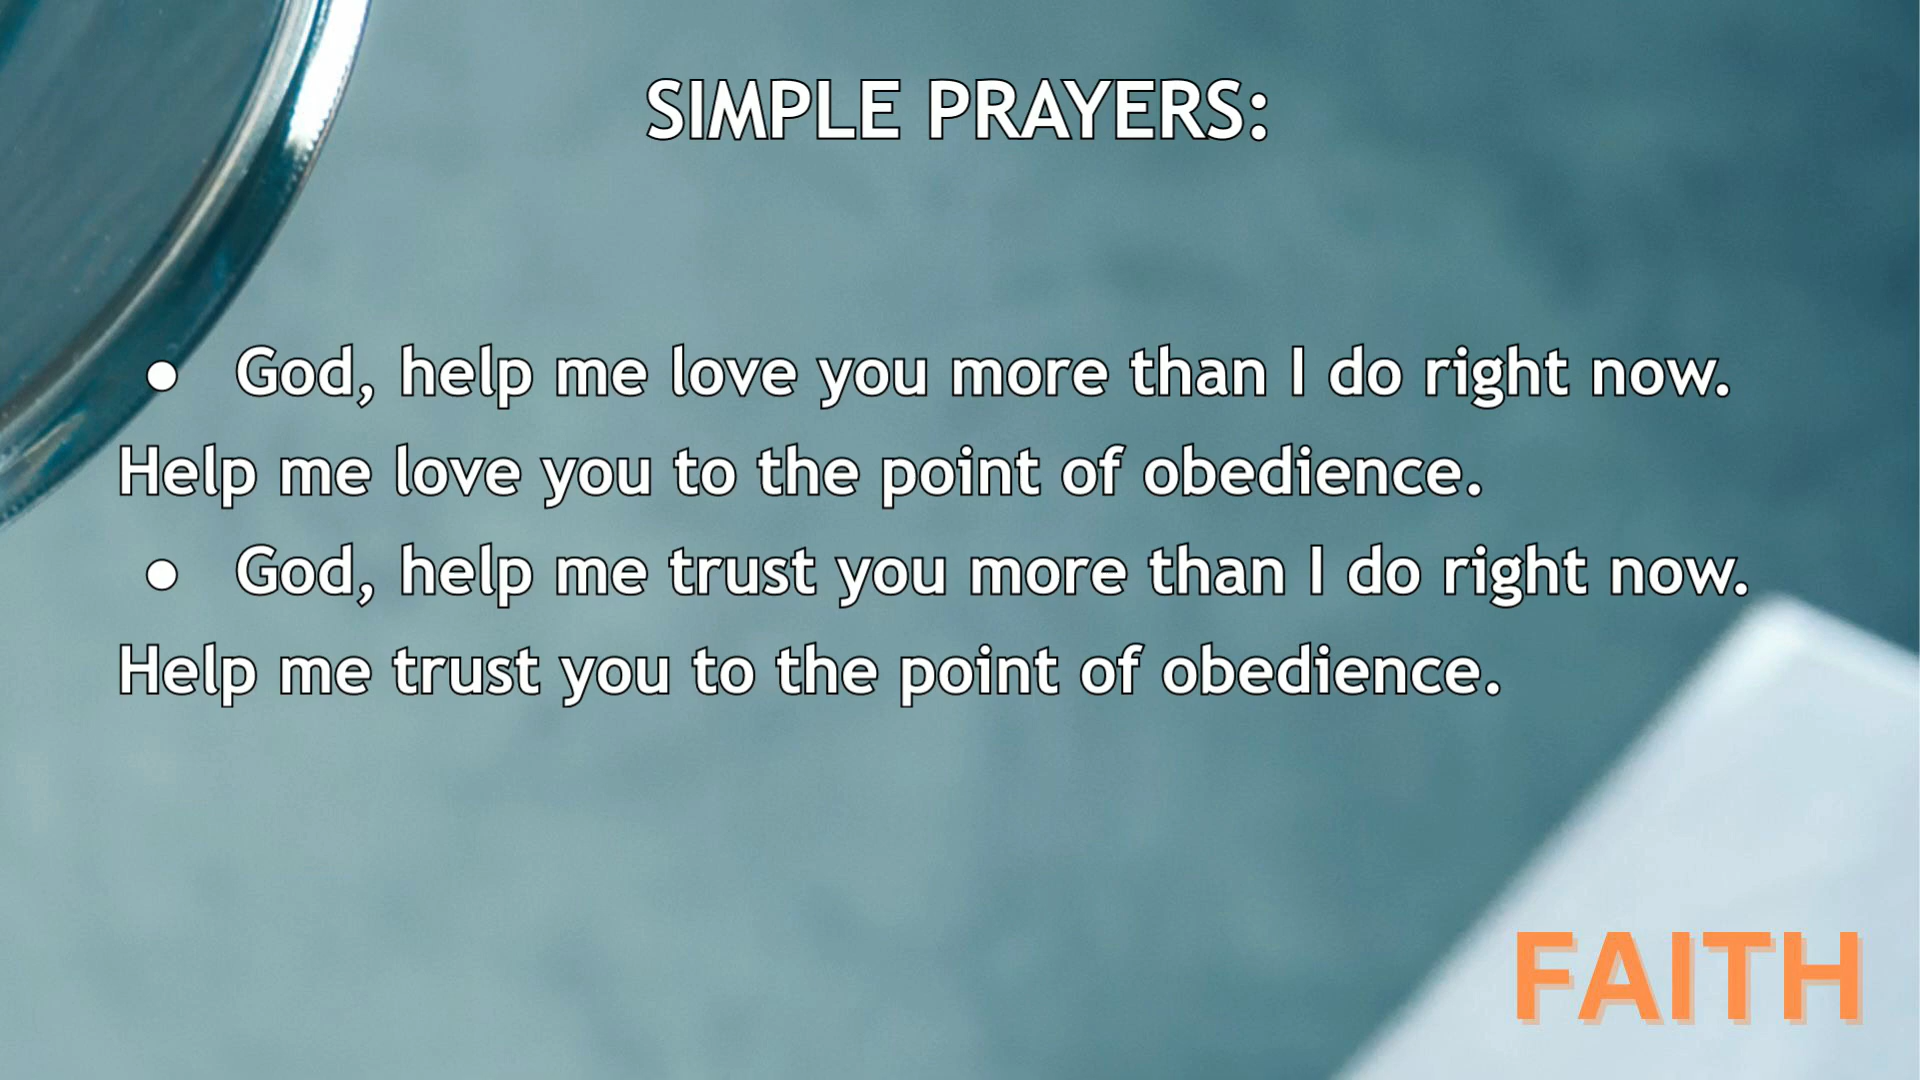 SIMPLE PRAYERS:
● God, help me love you more than I do right now.
Help me love you to the point of obedience.
● God, help me trust you more than I do right now.
Help me trust you to the point of obedience.
FAITH